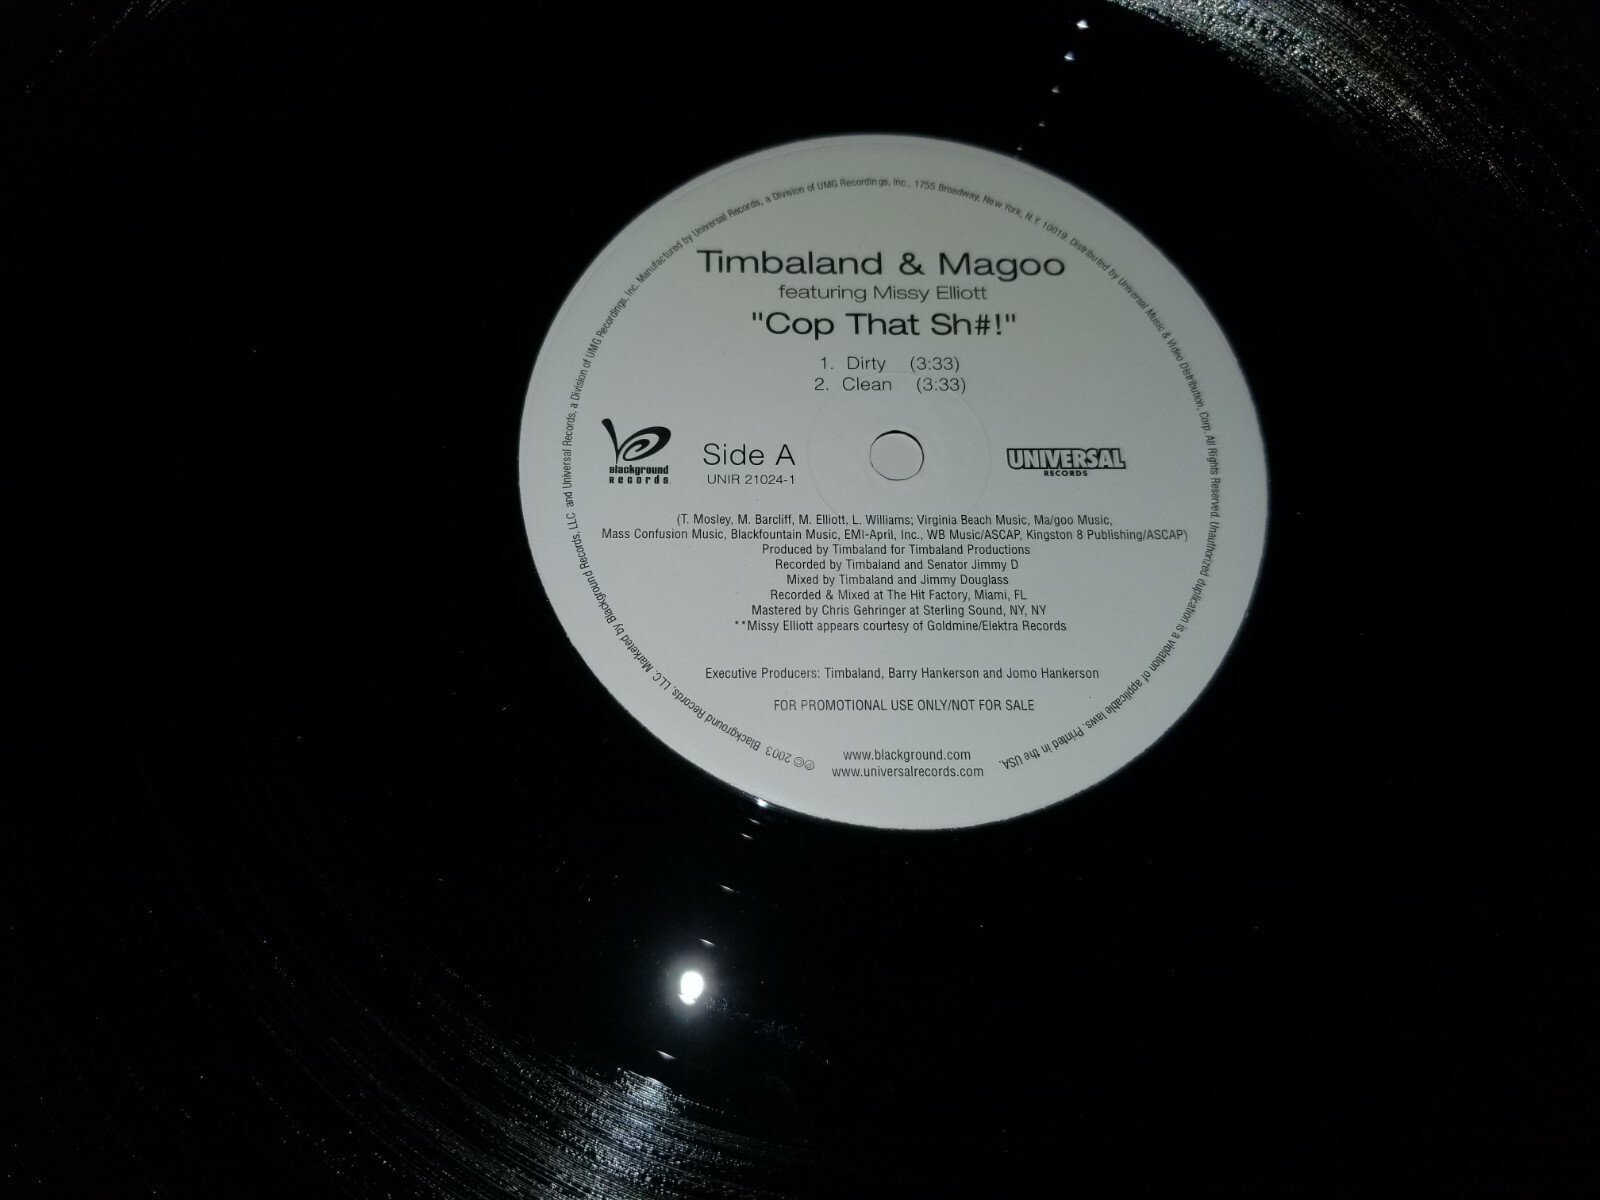 Timbaland & Magoo
featuring Missy Elliott
"Cop That Sh#!"
1. Dirty (3:33)
2. Clean (3:33)
Blackground
RECORDS
Side A
UNIR 21024-1
UNIVERSAL
RECORDS
(T. Mosley, M. Barcliff, M. Elliott, L. Williams; Virginia Beach Music, Ma/goo Music,
Mass Confusion Music, Blackfountain Music, EMI-April, Inc., WB Music/ASCAP, Kingston 8 Publishing/ASCAP)
Produced by Timbaland for Timbaland Productions
Recorded by Timbaland and Senator Jimmy D
Mixed by Timbaland and Jimmy Douglass
Recorded & Mixed at The Hit Factory, Miami, FL
Mastered by Chris Gehringer at Sterling Sound, NY, NY
**Missy Elliott appears courtesy of Goldmine/Elektra Records
Executive Producers: Timbaland, Barry Hankerson and Jomo Hankerson
FOR PROMOTIONAL USE ONLY/NOT FOR SALE
www.blackground.com
www.universalrecords.com
℗© 2003 Blackground Records, LLC. Marketed by Blackground Records, LLC and Universal Records, a Division of UMG Recordings, Inc. Manufactured by Universal Records, a Division of UMG Recordings, Inc., 1755 Broadway, New York, N.Y. 10019. Distributed by Universal Music & Video Distribution, Corp. All Rights Reserved. Unauthorized duplication is a violation of applicable laws. Printed in the USA.